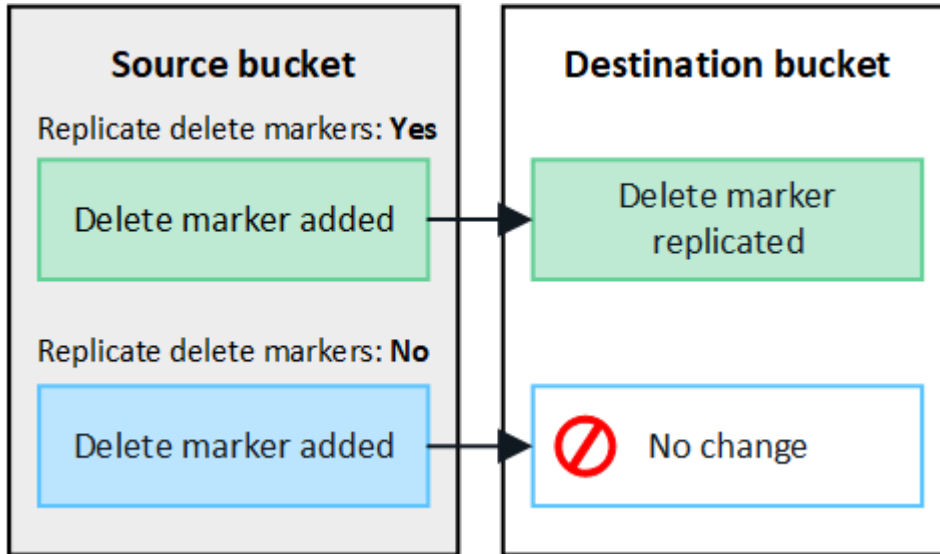 Source bucket
Destination bucket
Replicate delete markers: Yes
Delete marker added
Delete marker
replicated
Replicate delete markers: No
Delete marker added
No change